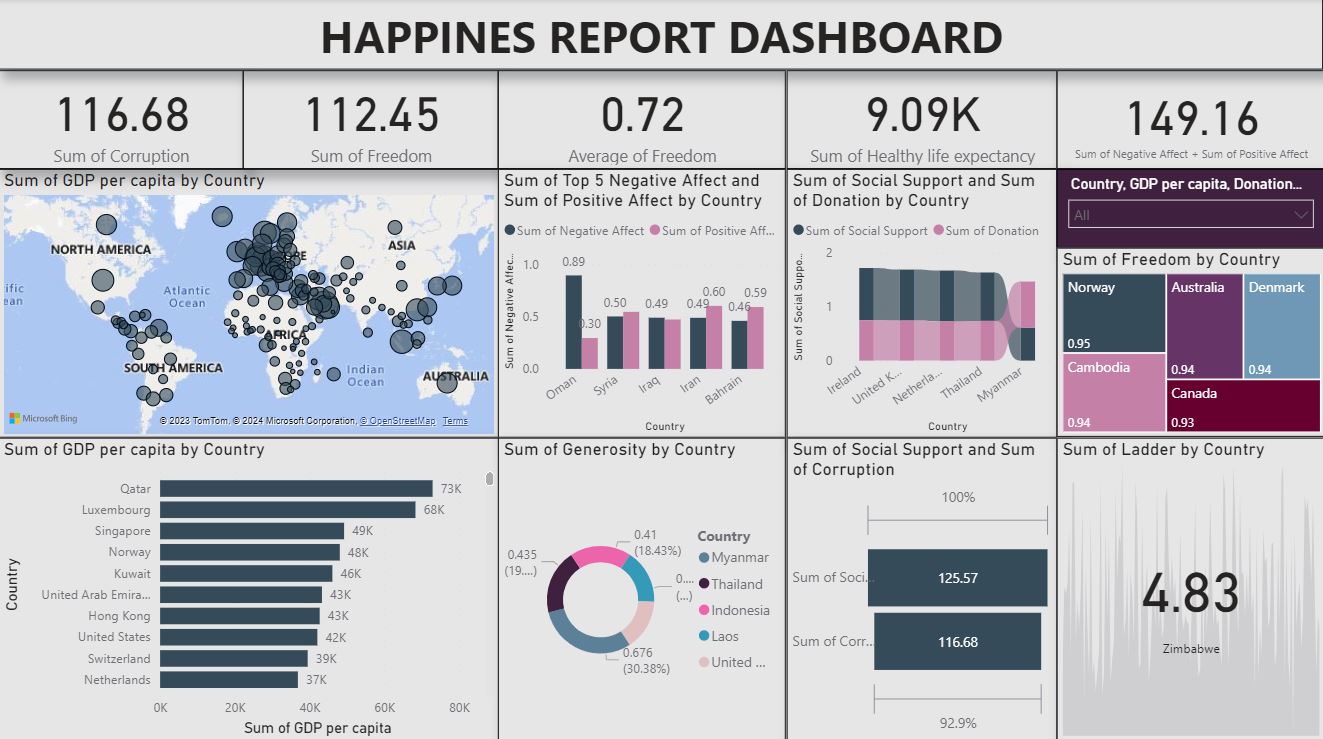 HAPPINES REPORT DASHBOARD
116.68
Sum of Corruption
112.45
Sum of Freedom
0.72
Average of Freedom
9.09K
Sum of Healthy life expectancy
149.16
Sum of Negative Affect + Sum of Positive Affect
Sum of GDP per capita by Country
NORTH AMERICA
ASIA
Atlantic
Ocean
AFRICA
SOUTH AMERICA
Indian
Ocean
AUSTRALIA
Microsoft Bing
© 2023 TomTom, © 2024 Microsoft Corporation, © OpenStreetMap Terms
Sum of Top 5 Negative Affect and
Sum of Positive Affect by Country
Sum of Negative Affect
Sum of Positive Aff...
Sum of Negative Affec...
1.0
0.5
0.0
0.89
0.30
0.50
0.49
0.49
0.60
0.46
0.59
Oman
Syria
Iraq
Iran
Bahrain
Country
Sum of Social Support and Sum
of Donation by Country
Sum of Social Support
Sum of Donation
Sum of Social Suppo...
2
1
0
Ireland
United K...
Netherla...
Thailand
Myanmar
Country
Country, GDP per capita, Donation...
All
Sum of Freedom by Country
Norway
0.95
Cambodia
0.94
Australia
0.94
Denmark
0.94
Canada
0.93
Sum of GDP per capita by Country
Country
Qatar 73K
Luxembourg 68K
Singapore 49K
Norway 48K
Kuwait 46K
United Arab Emira... 43K
Hong Kong 43K
United States 42K
Switzerland 39K
Netherlands 37K
0K 20K 40K 60K 80K
Sum of GDP per capita
Sum of Generosity by Country
0.41
(18.43%)
0.435
(19....)
0....
(...)
0.676
(30.38%)
Country
Myanmar
Thailand
Indonesia
Laos
United ...
Sum of Social Support and Sum
of Corruption
100%
Sum of Soci... 125.57
Sum of Corr... 116.68
92.9%
Sum of Ladder by Country
4.83
Zimbabwe